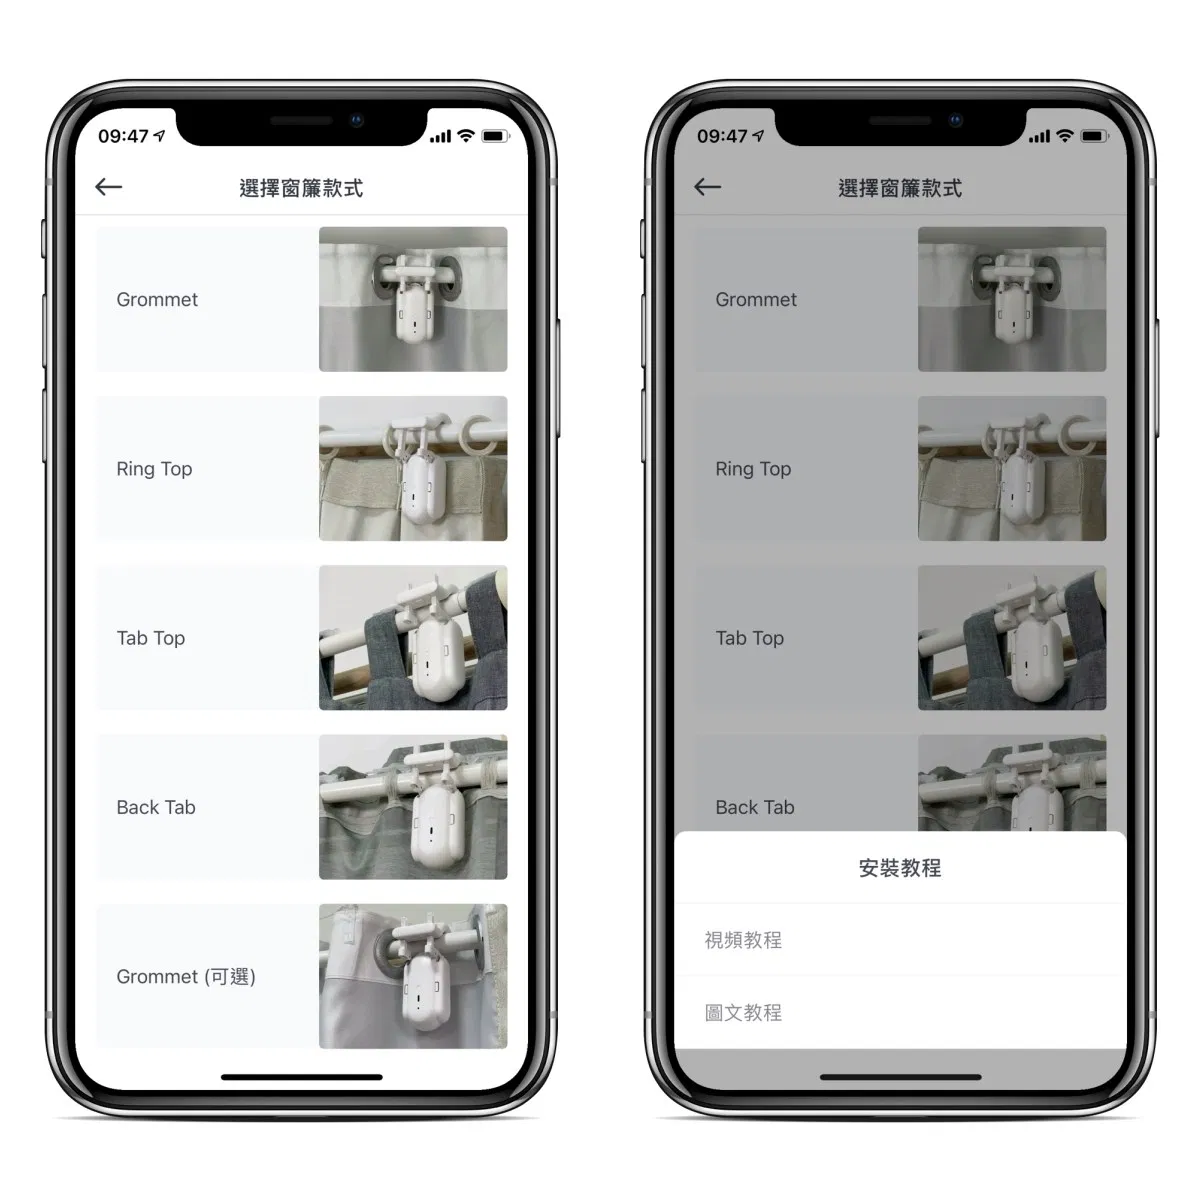 09:47
選擇窗簾款式
Grommet
Ring Top
Tab Top
Back Tab
Grommet (可選)
09:47
選擇窗簾款式
Grommet
Ring Top
Tab Top
Back Tab
安裝教程
視頻教程
圖文教程